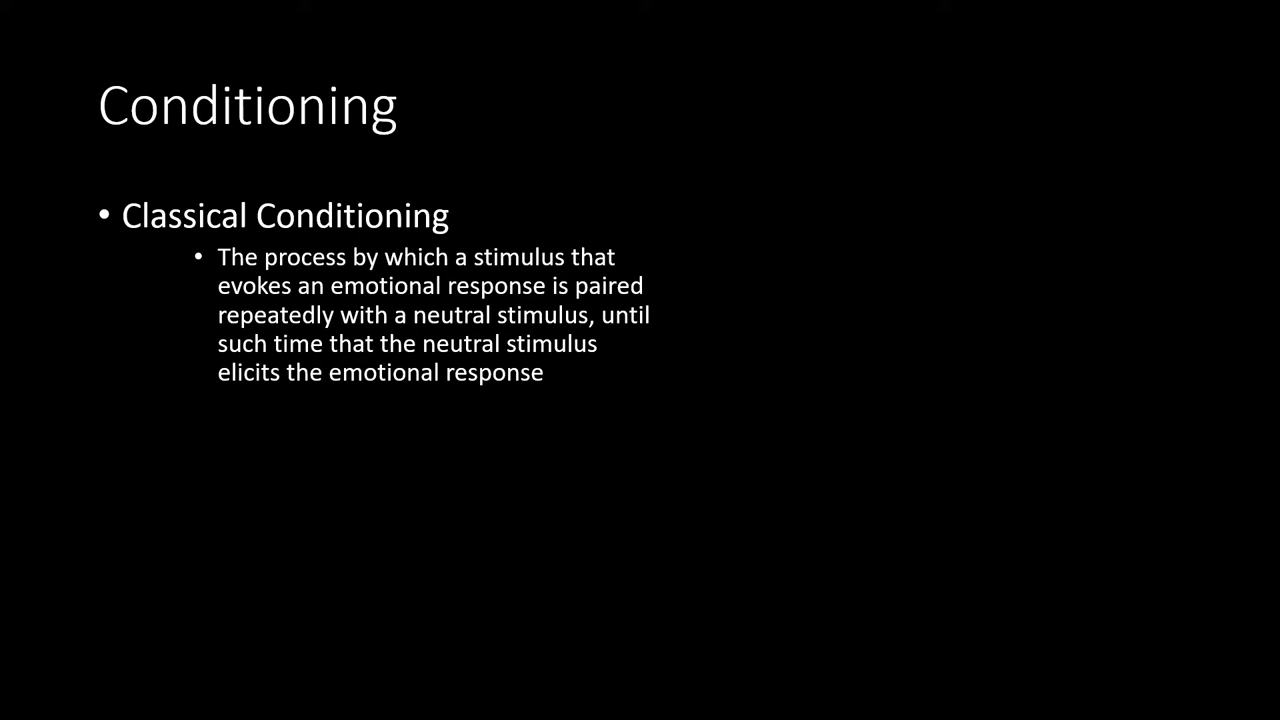 Conditioning
• Classical Conditioning
• The process by which a stimulus that
evokes an emotional response is paired
repeatedly with a neutral stimulus, until
such time that the neutral stimulus
elicits the emotional response